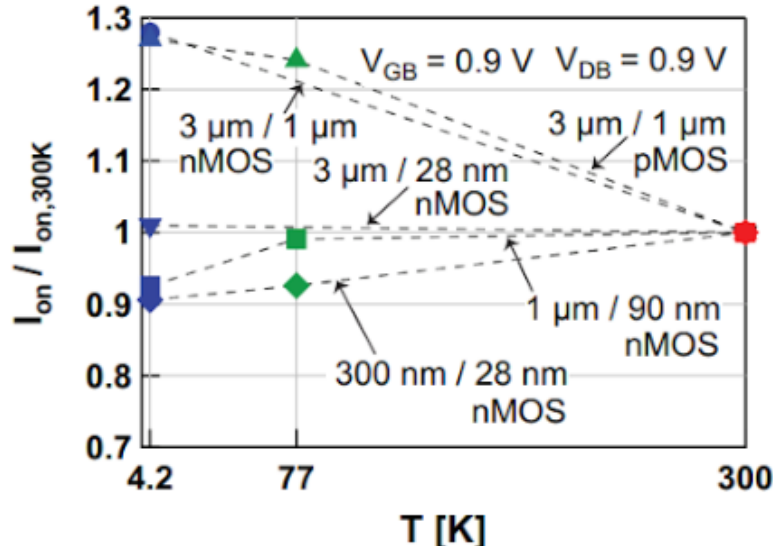 1.3
1.2
1.1
1
0.9
0.8
0.7
I_on / I_on,300K
V_GB = 0.9 V V_DB = 0.9 V
3 µm / 1 µm
nMOS
3 µm / 1 µm
pMOS
3 µm / 28 nm
nMOS
1 µm / 90 nm
nMOS
300 nm / 28 nm
nMOS
4.2 77 300
T [K]